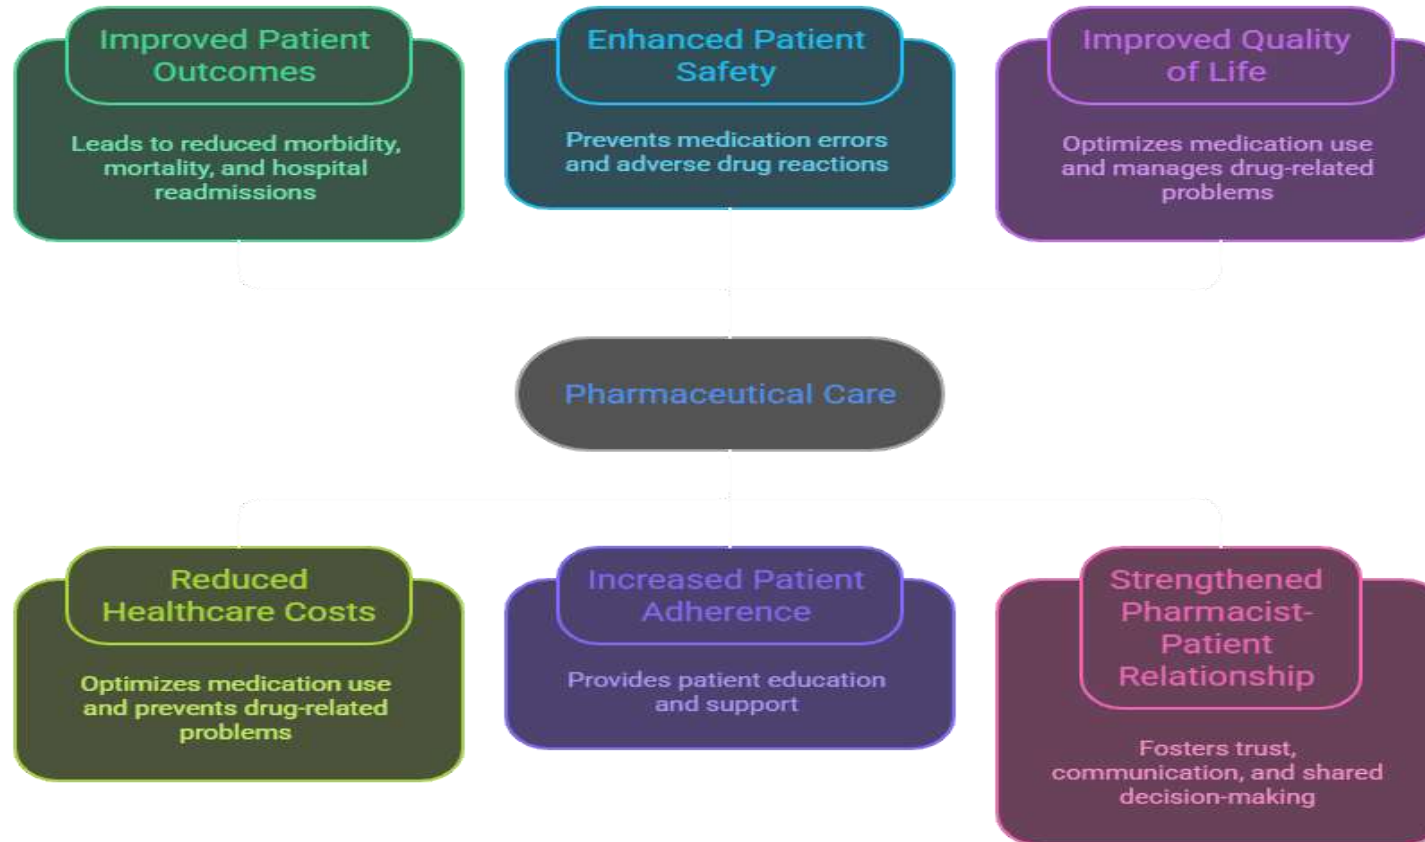 Improved Patient
Outcomes
Leads to reduced morbidity,
mortality, and hospital
readmissions
Enhanced Patient
Safety
Prevents medication errors
and adverse drug reactions
Improved Quality
of Life
Optimizes medication use
and manages drug-related
problems
Pharmaceutical Care
Reduced
Healthcare Costs
Optimizes medication use
and prevents drug-related
problems
Increased Patient
Adherence
Provides patient education
and support
Strengthened
Pharmacist-
Patient
Relationship
Fosters trust,
communication, and shared
decision-making